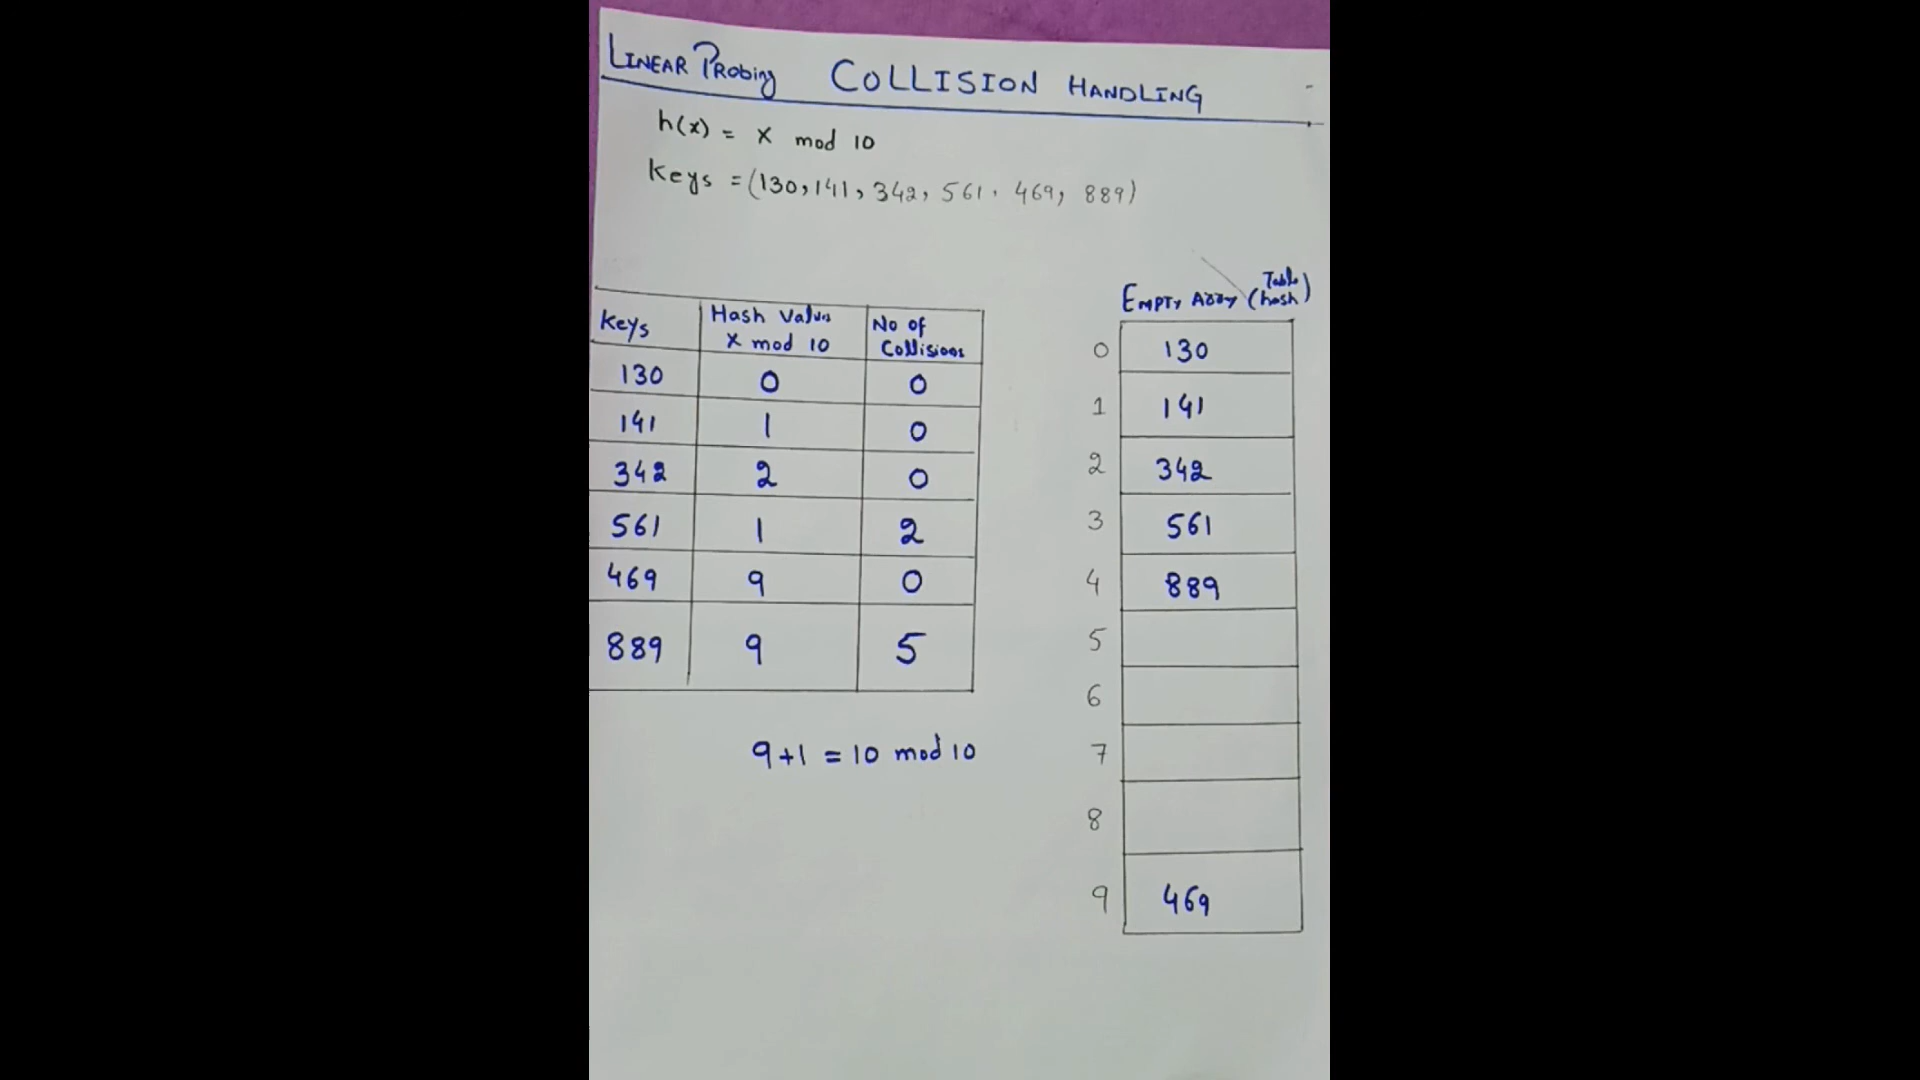 LINEAR PRobing COLLISION HANDLING
h(x) = x mod 10
Keys = (130, 141, 342, 561, 469, 889)
Table
EMPTY (hash)
Keys Hash Values No of
X mod 10 Collisions
130 0 0
141 1 0
342 2 0
561 1 2
469 9 0
889 9 5
0 130
1 141
2 342
3 561
4 889
5
6
7
8
9 469
9+1 = 10 mod 10